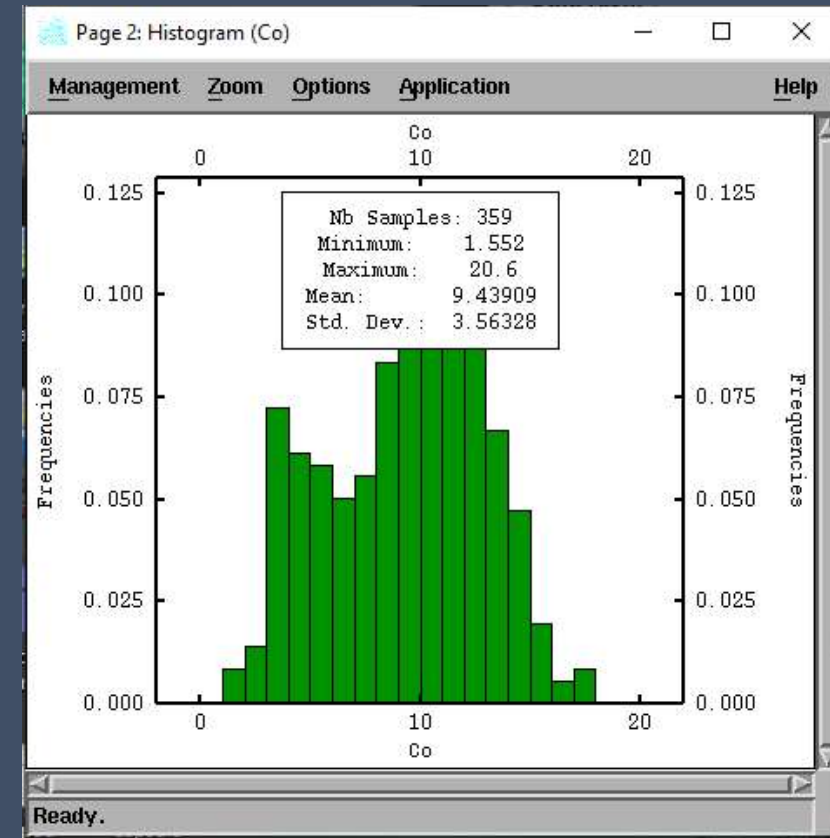 Page 2: Histogram (Co)
Management Zoom Options Application Help
Co
0 10 20
0.125 0.125
Nb Samples: 359
Minimum: 1.552
Maximum: 20.6
Mean: 9.43909
Std. Dev.: 3.56328
0.100 0.100
0.075 0.075
Frequencies Frequencies
0.050 0.050
0.025 0.025
0.000 0.000
0 10 20
Co
Ready.